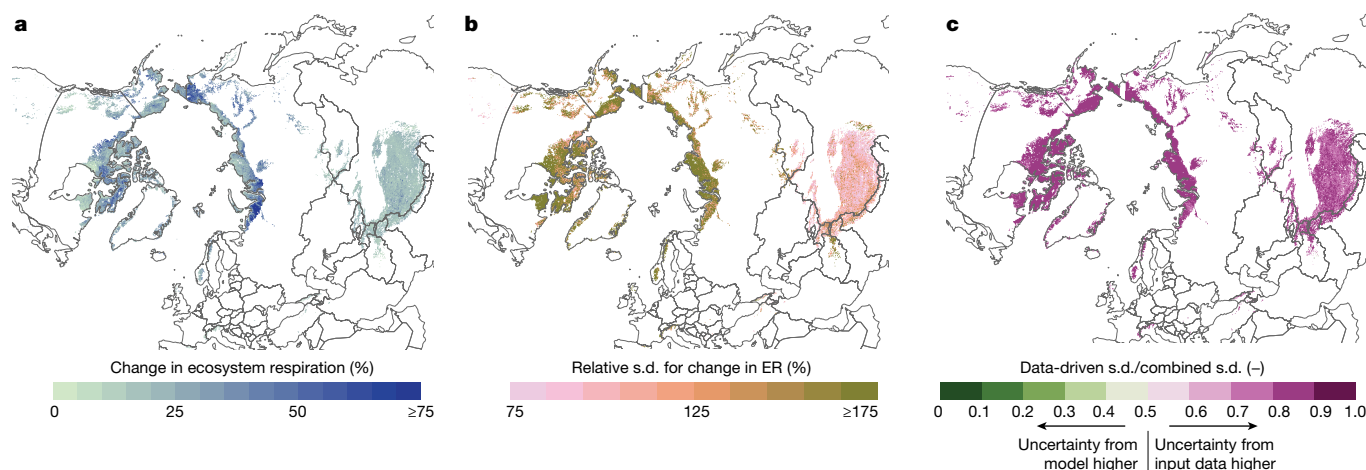 a
b
c
Change in ecosystem respiration (%)
0 25 50 ≥75
Relative s.d. for change in ER (%)
75 125 ≥175
Data-driven s.d./combined s.d. (–)
0 0.1 0.2 0.3 0.4 0.5 0.6 0.7 0.8 0.9 1.0
Uncertainty from
model higher
Uncertainty from
input data higher